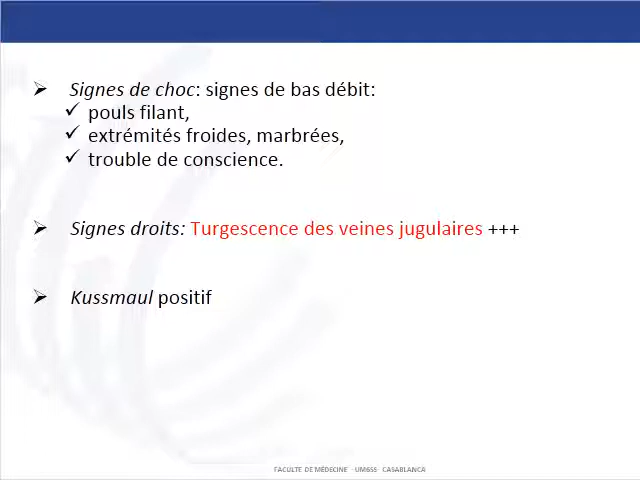 Signes de choc: signes de bas débit:
pouls filant,
extrémités froides, marbrées,
trouble de conscience.
Signes droits: Turgescence des veines jugulaires +++
Kussmaul positif
FACULTE DE MÉDECINE - UM6SS- CASABLANCA